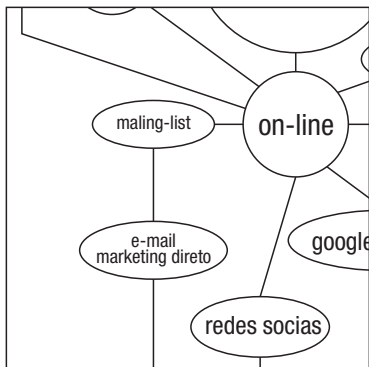 maling-list
on-line
e-mail
marketing direto
google
redes socias